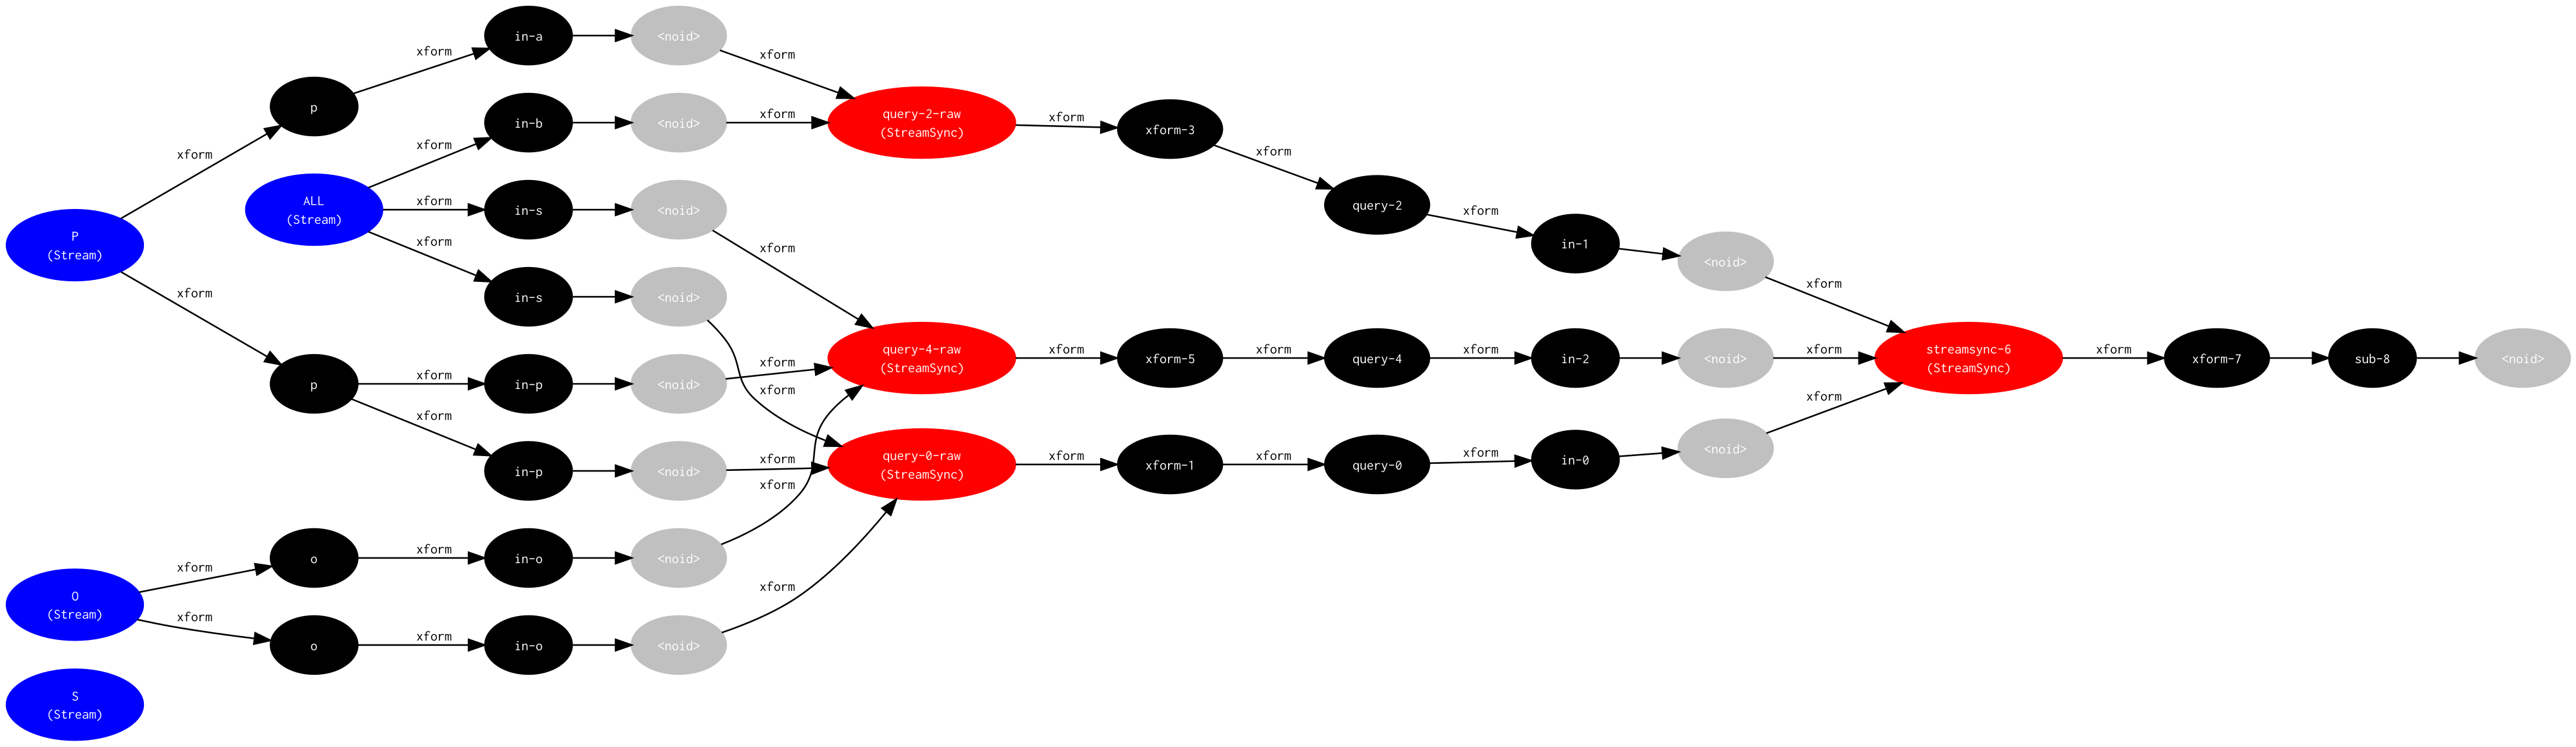 in-a
<noid>
xform
xform
p
in-b
<noid>
xform
query-2-raw
(StreamSync)
xform
xform-3
xform
xform
xform
query-2
ALL
(Stream)
xform
in-s
<noid>
xform
P
(Stream)
xform
in-1
xform
<noid>
xform
xform
in-s
<noid>
xform
p
xform
in-p
<noid>
xform
xform
query-4-raw
(StreamSync)
xform
xform-5
xform
query-4
xform
in-2
<noid>
xform
streamsync-6
(StreamSync)
xform
xform-7
sub-8
<noid>
xform
in-p
<noid>
xform
xform
query-0-raw
(StreamSync)
xform
xform-1
xform
query-0
xform
in-0
<noid>
xform
O
(Stream)
xform
o
xform
in-o
<noid>
xform
xform
o
xform
in-o
<noid>
S
(Stream)